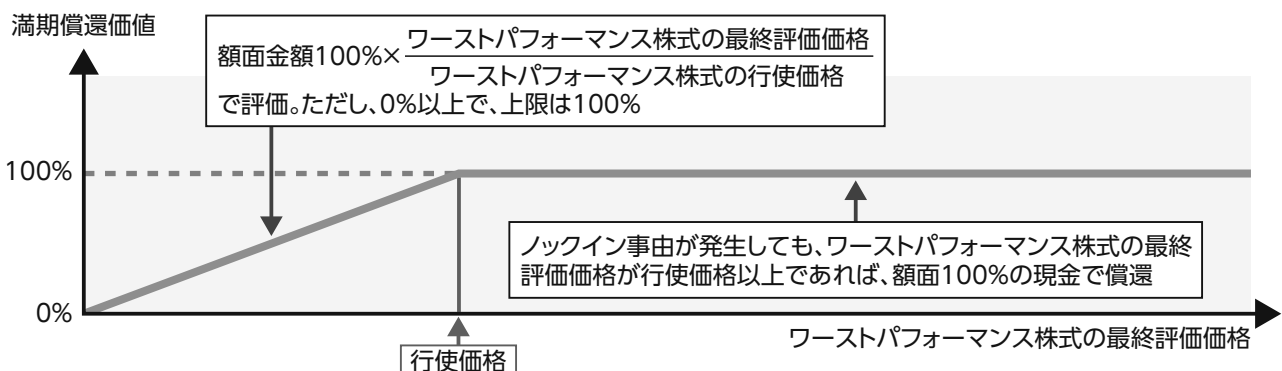 満期償還価値
額面金額100%×ワーストパフォーマンス株式の最終評価価格
ワーストパフォーマンス株式の行使価格
で評価。ただし、0%以上で、上限は100%
100%
ノックイン事由が発生しても、ワーストパフォーマンス株式の最終
評価価格が行使価格以上であれば、額面100%の現金で償還
0%
ワーストパフォーマンス株式の最終評価価格
行使価格